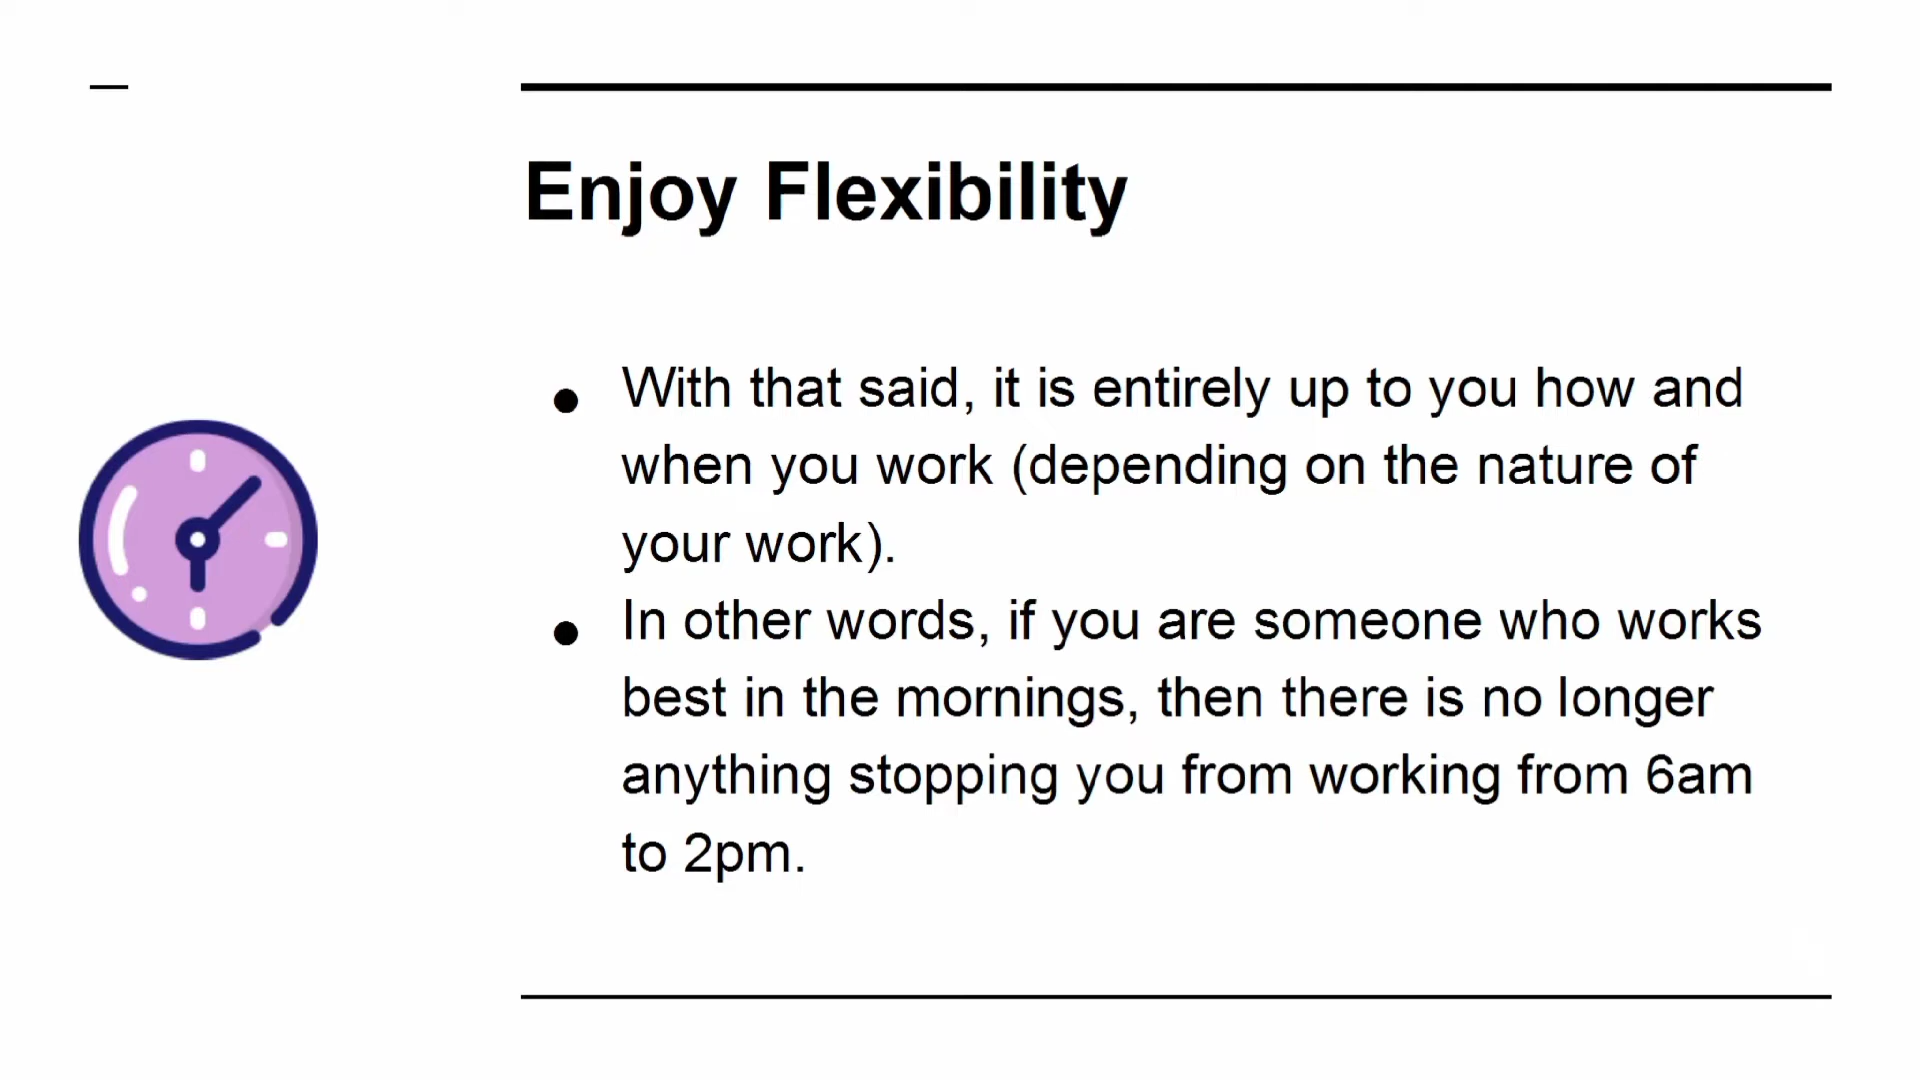 Enjoy Flexibility
● With that said, it is entirely up to you how and
when you work (depending on the nature of
your work).
● In other words, if you are someone who works
best in the mornings, then there is no longer
anything stopping you from working from 6am
to 2pm.